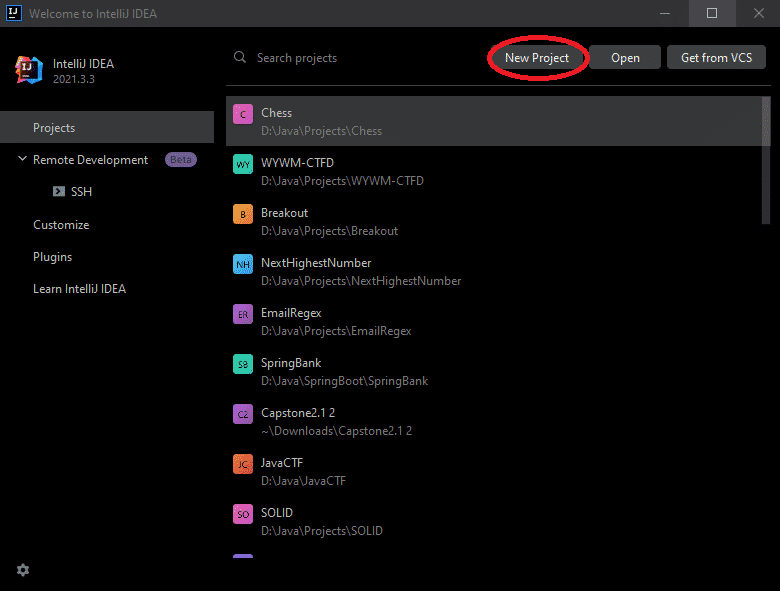 Welcome to IntelliJ IDEA
IntelliJ IDEA
2021.3.3
Search projects
New Project
Open
Get from VCS
Projects
Remote Development Beta
SSH
Customize
Plugins
Learn IntelliJ IDEA
C Chess
D:\Java\Projects\Chess
WY WYWM-CTFD
D:\Java\Projects\WYWM-CTFD
B Breakout
D:\Java\Projects\Breakout
NH NextHighestNumber
D:\Java\Projects\NextHighestNumber
ER EmailRegex
D:\Java\Projects\EmailRegex
SB SpringBank
D:\Java\SpringBoot\SpringBank
C2 Capstone2.1 2
~\Downloads\Capstone2.1 2
JC JavaCTF
D:\Java\JavaCTF
SO SOLID
D:\Java\Projects\SOLID